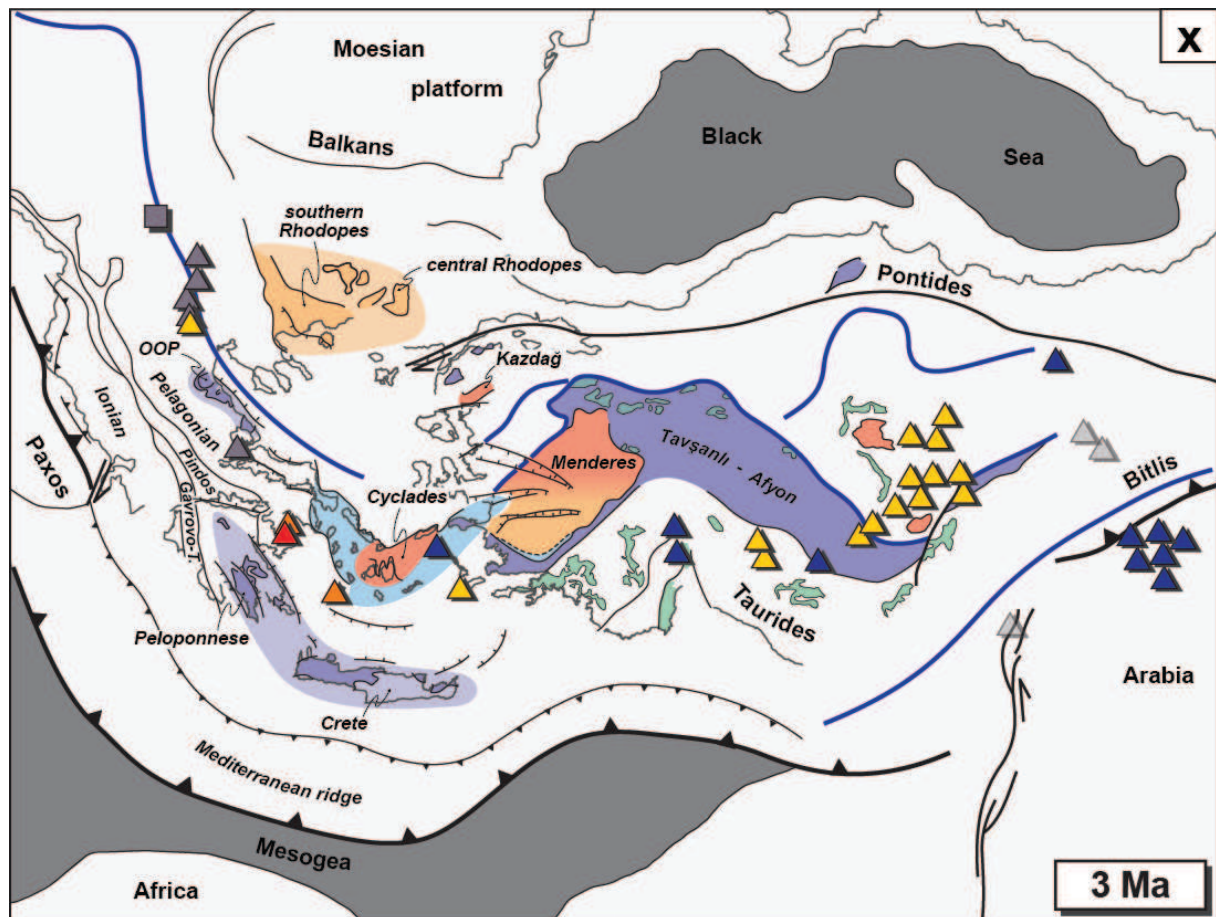 x
Moesian
platform
Black
Sea
Balkans
southern
Rhodopes
central Rhodopes
Pontides
OOP
Kazdağ
Pelagonian
Ionian
Pindos
Paxos
Gavrovo-T.
Tavşanlı - Afyon
Menderes
Cyclades
Bitlis
Taurides
Peloponnese
Arabia
Crete
Mediterranean ridge
Mesogea
Africa
3 Ma